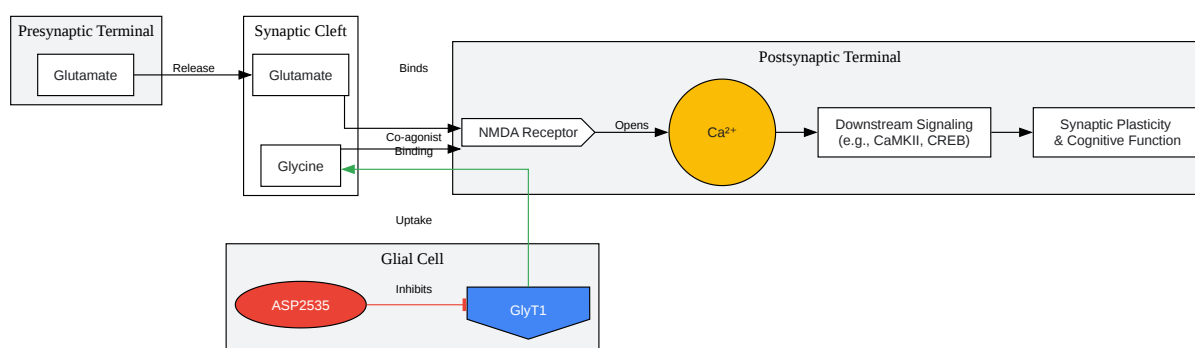 Presynaptic Terminal
Glutamate
Release
Synaptic Cleft
Glutamate
Glycine
Binds
Co-agonist
Binding
Postsynaptic Terminal
NMDA Receptor
Opens
Ca²⁺
Downstream Signaling
(e.g., CaMKII, CREB)
Synaptic Plasticity
& Cognitive Function
Uptake
Glial Cell
ASP2535
Inhibits
GlyT1